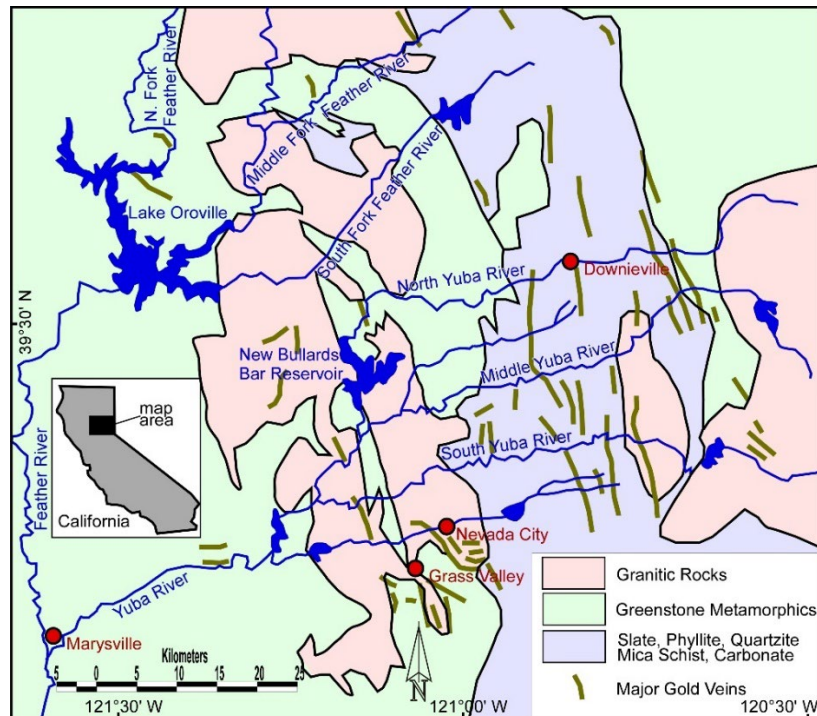 N. Fork
Feather River
Middle Fork Feather River
South Fork Feather River
Lake Oroville
North Yuba River
Downieville
39°30' N
New Bullards
Bar Reservoir
Middle Yuba River
map
area
California
Feather River
South Yuba River
Nevada City
Grass Valley
Yuba River
Marysville
Kilometers
5 0 5 10 15 20 25
N
Granitic Rocks
Greenstone Metamorphics
Slate, Phyllite, Quartzite
Mica Schist, Carbonate
Major Gold Veins
121°30' W
121°00' W
120°30' W